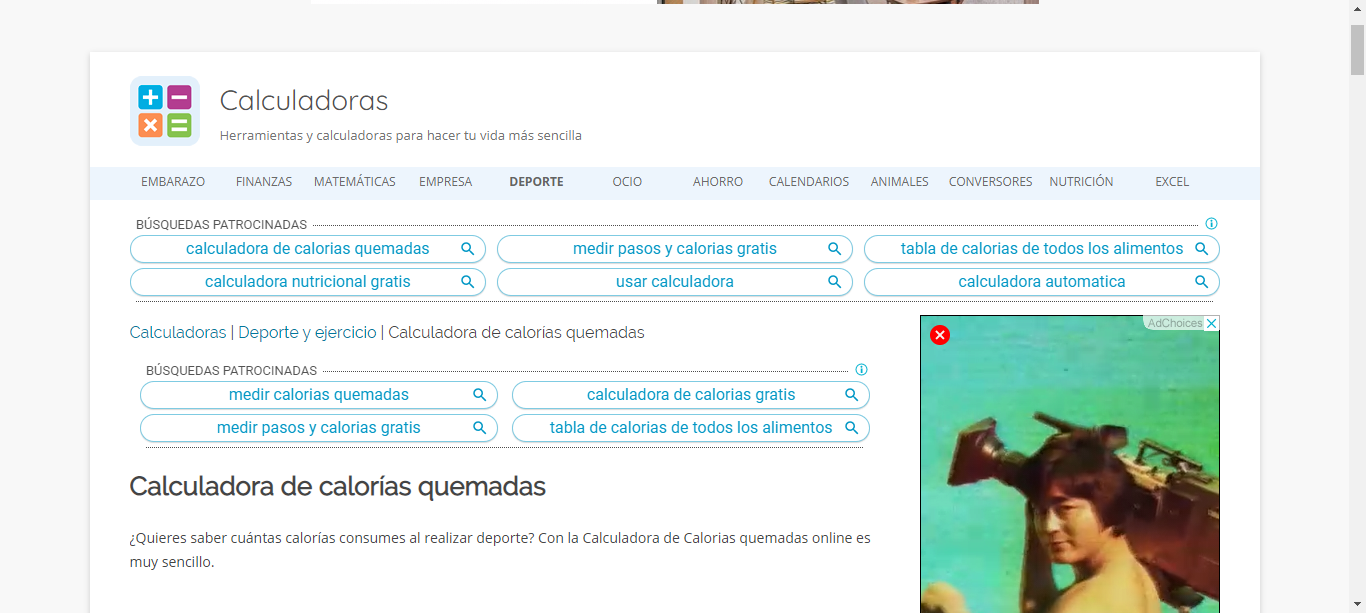 Calculadoras
Herramientas y calculadoras para hacer tu vida más sencilla
EMBARAZO FINANZAS MATEMÁTICAS EMPRESA DEPORTE OCIO AHORRO CALENDARIOS ANIMALES CONVERSORES NUTRICIÓN EXCEL
BÚSQUEDAS PATROCINADAS
calculadora de calorias quemadas medir pasos y calorias gratis tabla de calorias de todos los alimentos
calculadora nutricional gratis usar calculadora calculadora automatica
Calculadoras | Deporte y ejercicio | Calculadora de calorías quemadas
BÚSQUEDAS PATROCINADAS
medir calorias quemadas calculadora de calorias gratis
medir pasos y calorias gratis tabla de calorias de todos los alimentos
Calculadora de calorías quemadas
¿Quieres saber cuántas calorías consumes al realizar deporte? Con la Calculadora de Calorias quemadas online es
muy sencillo.
AdChoices